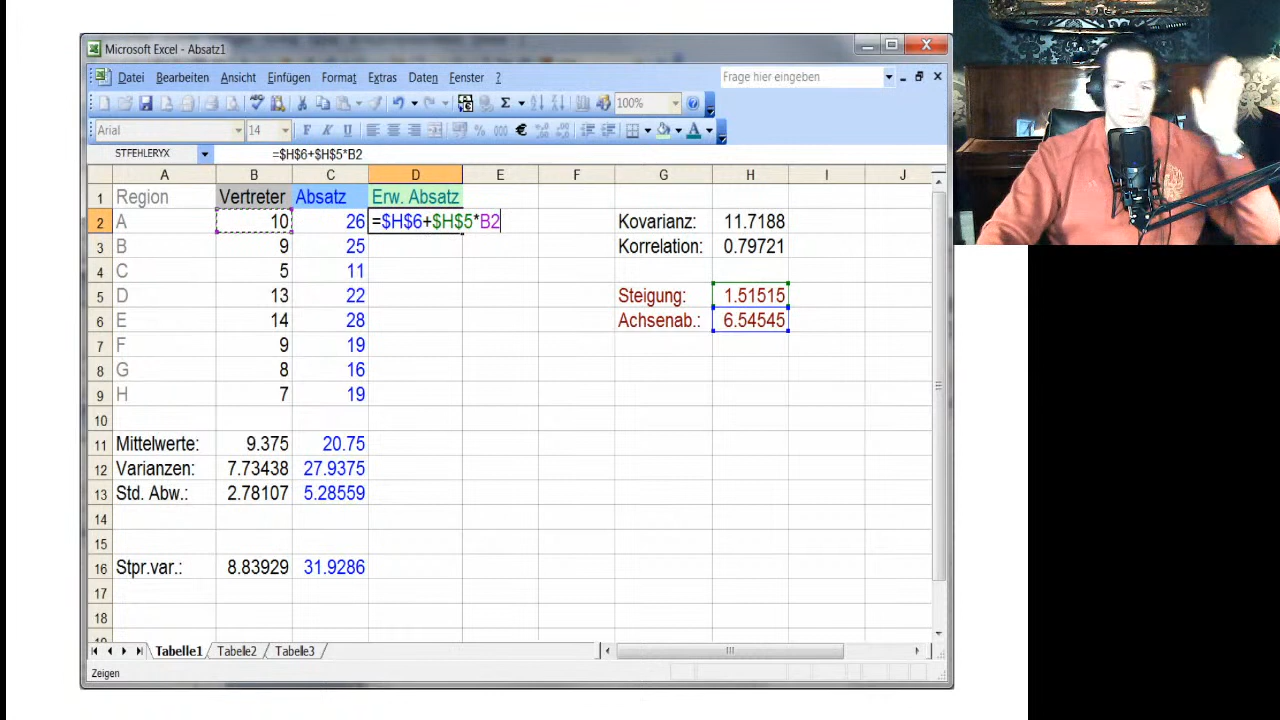 Microsoft Excel - Absatz1
Datei Bearbeiten Ansicht Einfügen Format Extras Daten Fenster ? Frage hier eingeben
100%
Arial 14 F K U % 000 €
STFEHLERYX =$H$6+$H$5*B2
A B C D E F G H I J
1 Region Vertreter Absatz Erw. Absatz
2 A 10 26 =$H$6+$H$5*B2 Kovarianz: 11.7188
3 B 9 25 Korrelation: 0.79721
4 C 5 11
5 D 13 22 Steigung: 1.51515
6 E 14 28 Achsenab.: 6.54545
7 F 9 19
8 G 8 16
9 H 7 19
10
11 Mittelwerte: 9.375 20.75
12 Varianzen: 7.73438 27.9375
13 Std. Abw.: 2.78107 5.28559
14
15
16 Stpr.var.: 8.83929 31.9286
17
18
19
Tabelle1 Tabelle2 Tabelle3
Zeigen